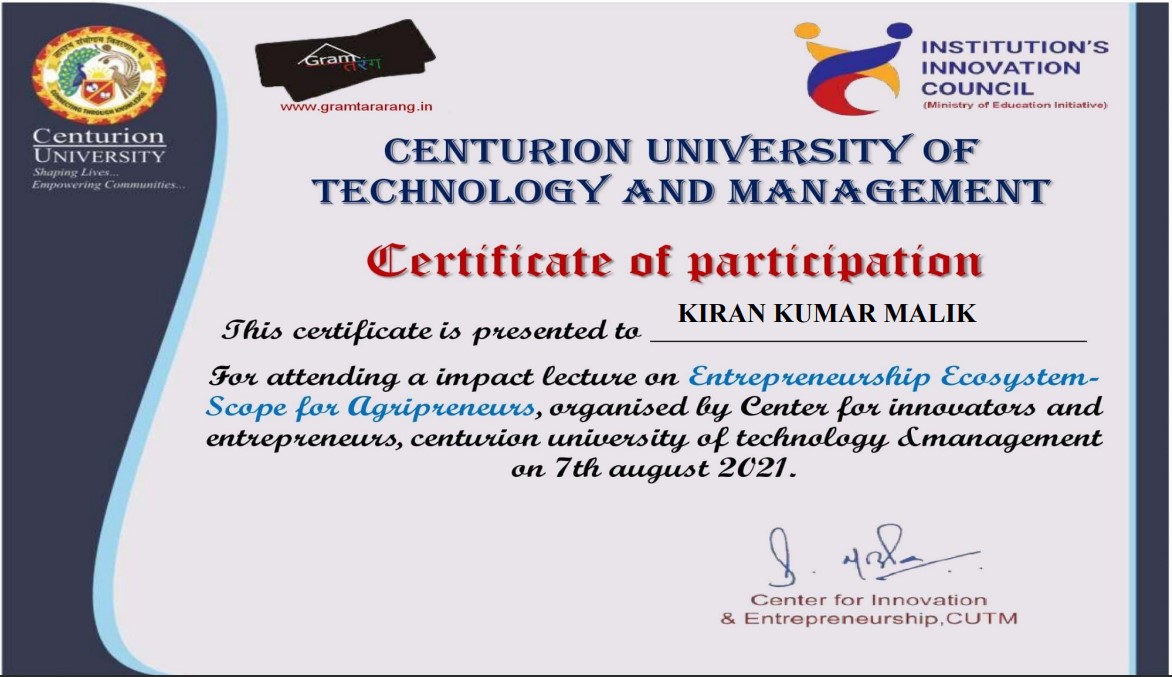 Centurion
UNIVERSITY
Shaping Lives...
Empowering Communities...
Gram
तरंग
www.gramtararang.in
INSTITUTION'S
INNOVATION
COUNCIL
(Ministry of Education Initiative)
CENTURION UNIVERSITY OF
TECHNOLOGY AND MANAGEMENT
Certificate of participation
KIRAN KUMAR MALIK
This certificate is presented to
For attending a impact lecture on Entrepreneurship Ecosystem-
Scope for Agripreneurs, organised by Center for innovators and
entrepreneurs, centurion university of technology &management
on 7th august 2021.
Center for Innovation
& Entrepreneurship,CUTM